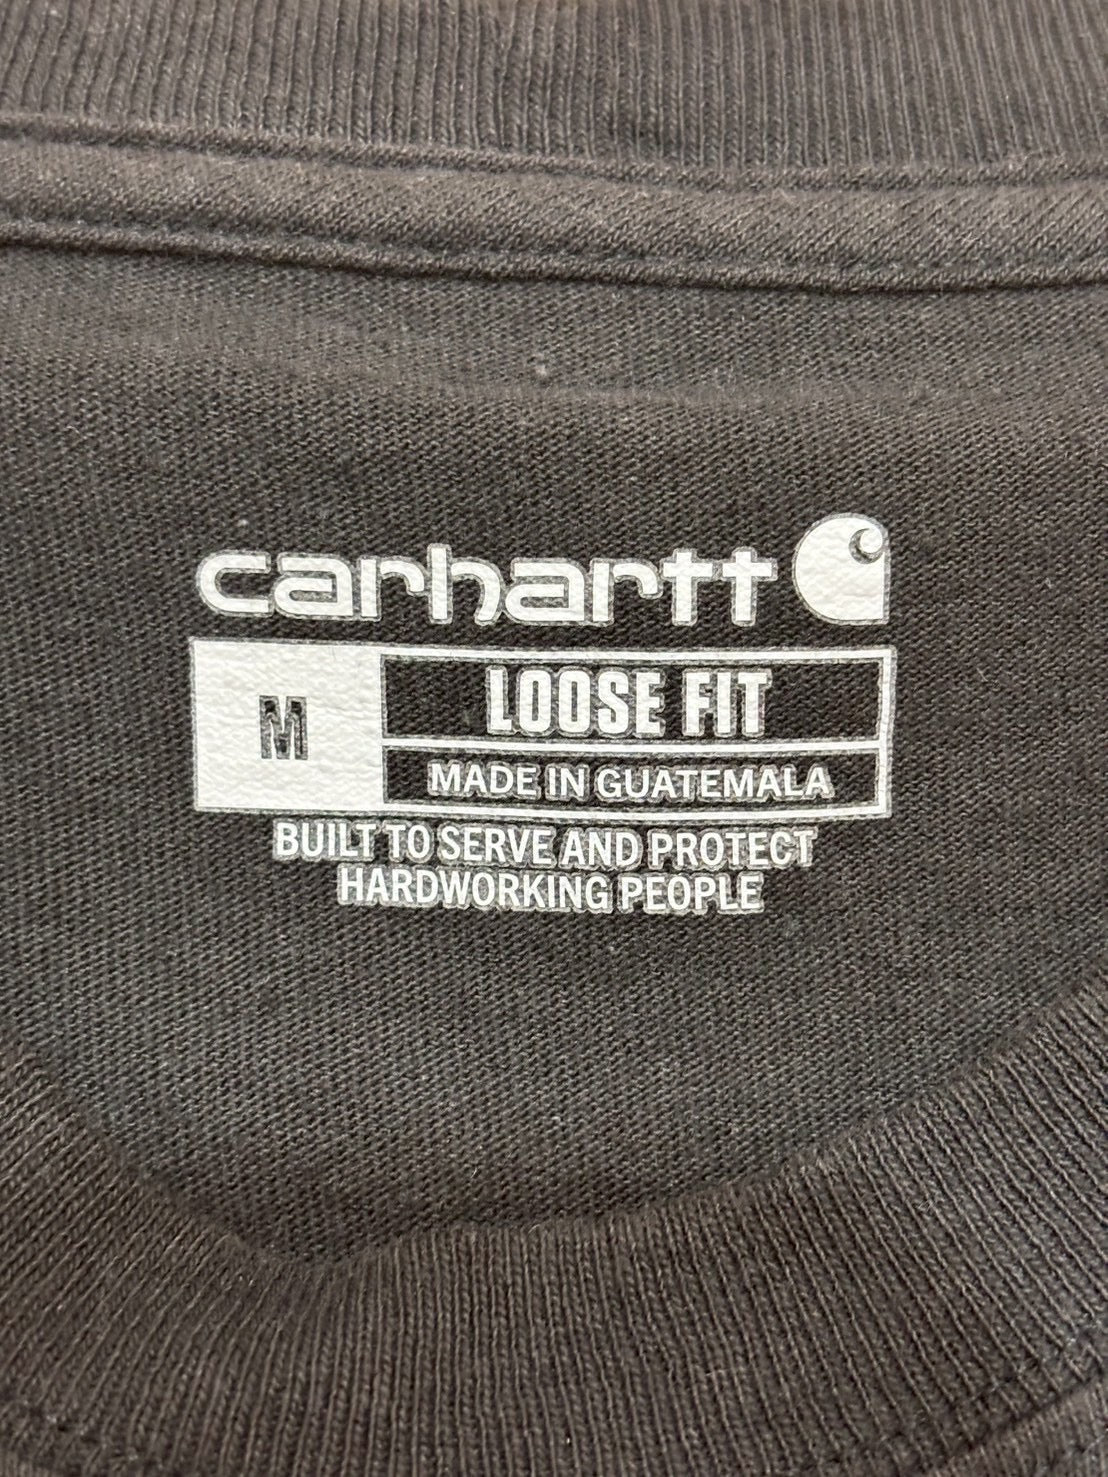 carhartt
M
LOOSE FIT
MADE IN GUATEMALA
BUILT TO SERVE AND PROTECT
HARDWORKING PEOPLE